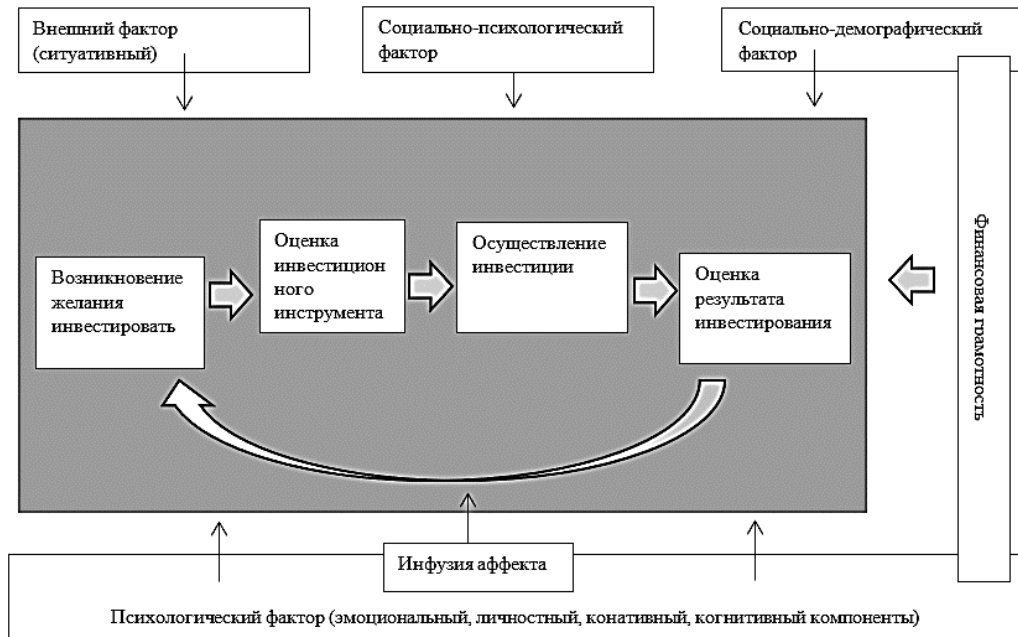 Внешний фактор
(ситуативный)
Социально-психологический
фактор
Социально-демографический
фактор
Финансовая грамотность
Возникновение
желания
инвестировать
Оценка
инвестицион
ного
инструмента
Осуществление
инвестиции
Оценка
результата
инвестирования
Инфузия аффекта
Психологический фактор (эмоциональный, личностный, конативный, когнитивный компоненты)